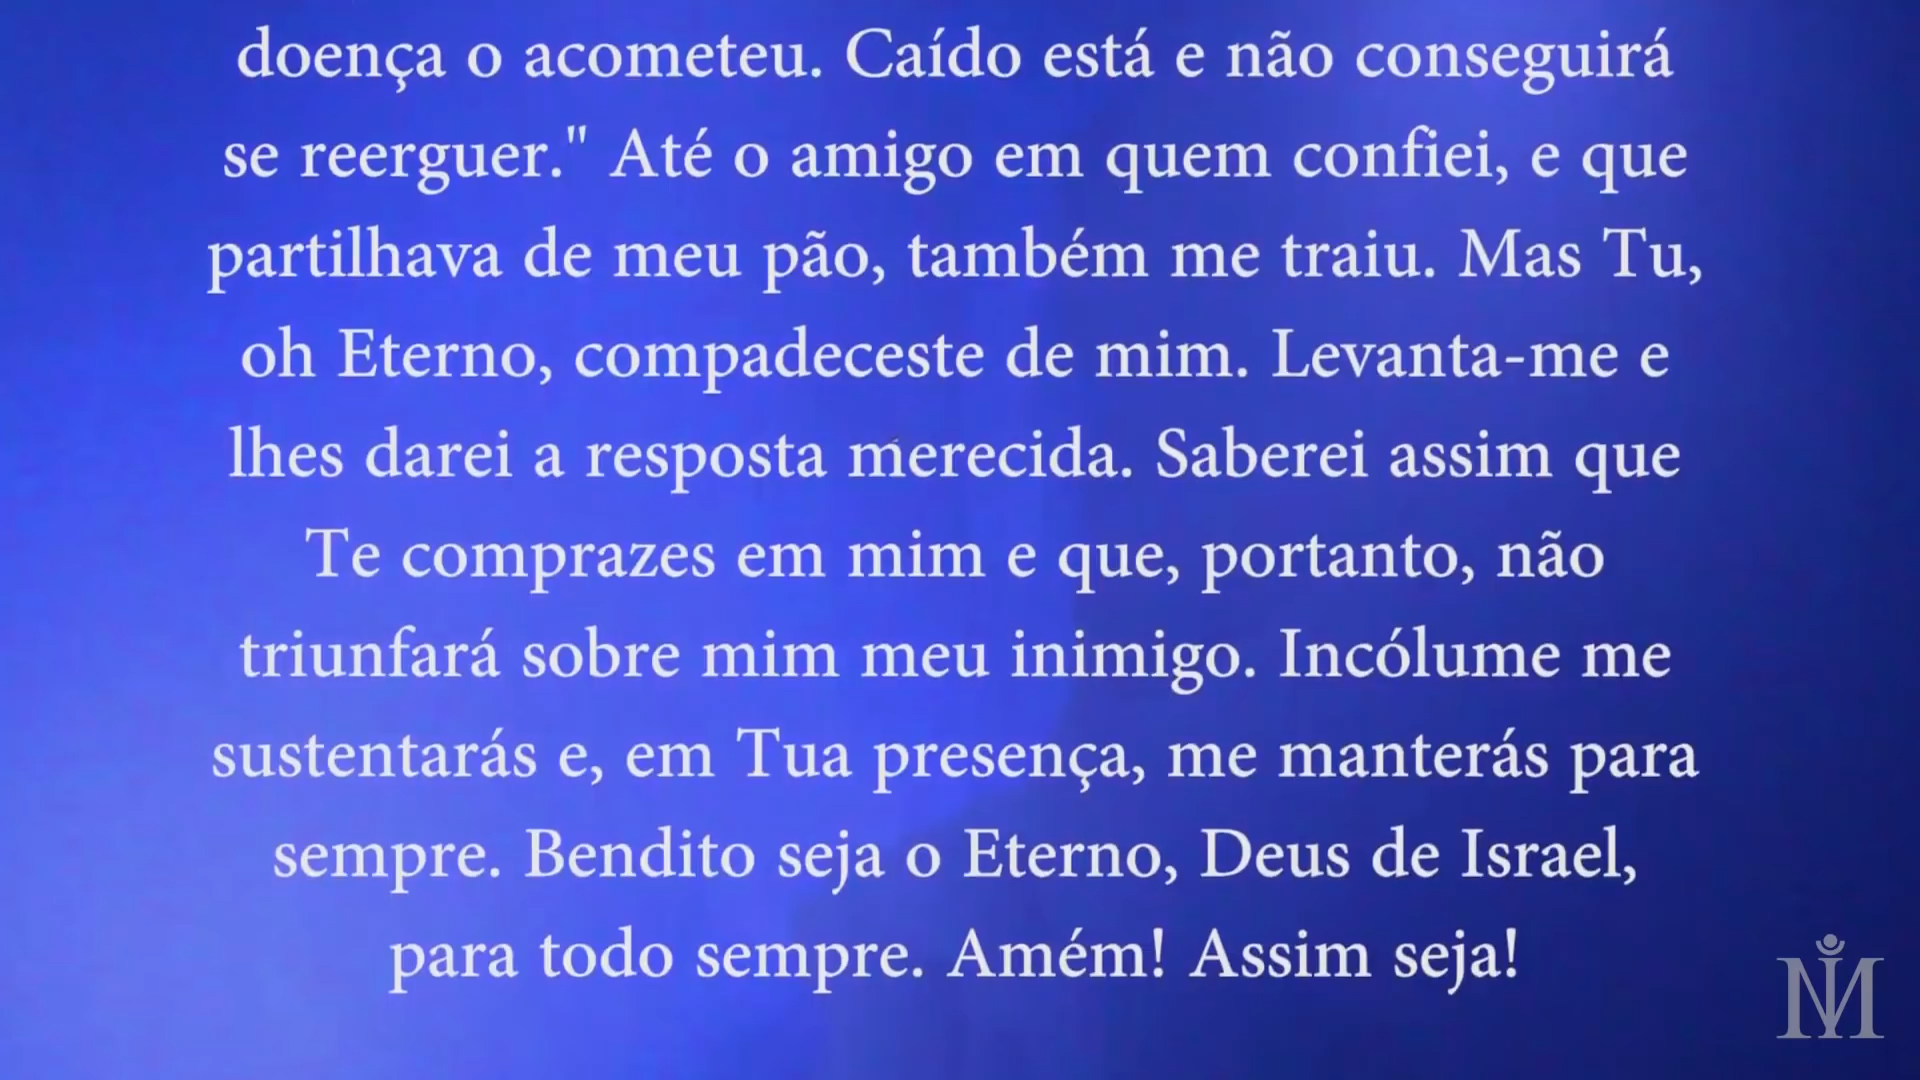 doença o acometeu. Caído está e não conseguirá
se reerguer." Até o amigo em quem confiei, e que
partilhava de meu pão, também me traiu. Mas Tu,
oh Eterno, compadeceste de mim. Levanta-me e
lhes darei a resposta merecida. Saberei assim que
Te comprazes em mim e que, portanto, não
triunfará sobre mim meu inimigo. Incólume me
sustentarás e, em Tua presença, me manterás para
sempre. Bendito seja o Eterno, Deus de Israel,
para todo sempre. Amém! Assim seja!
IM